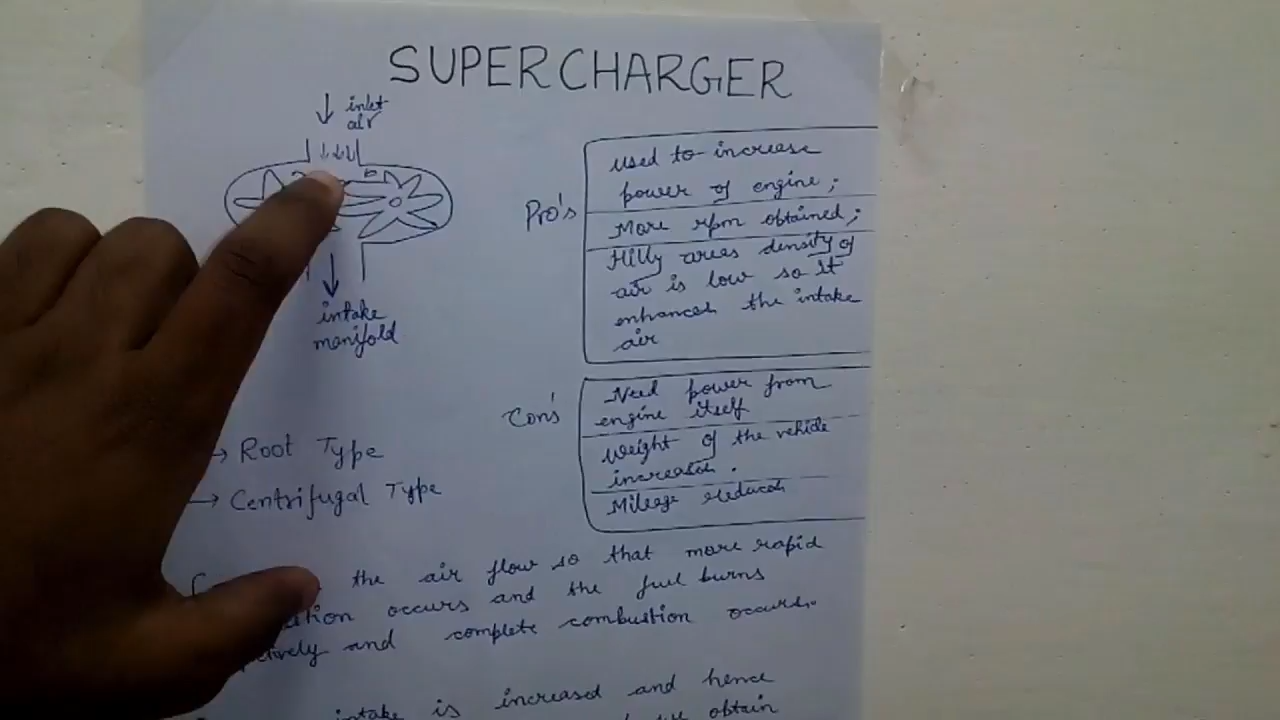 SUPERCHARGER
inlet
air
intake
manifold
Pro's
used to increase
power of engine;
More rpm obtained;
Hilly areas density of
air is low so it
enhances the intake
air
Con's
Need power from
engine itself
Weight of the vehicle
increases.
Mileage reduces
→ Root Type
→ Centrifugal Type
the air flow so that more rapid
occurs and the fuel burns
and complete combustion occurs.
intake is increased and hence
obtain